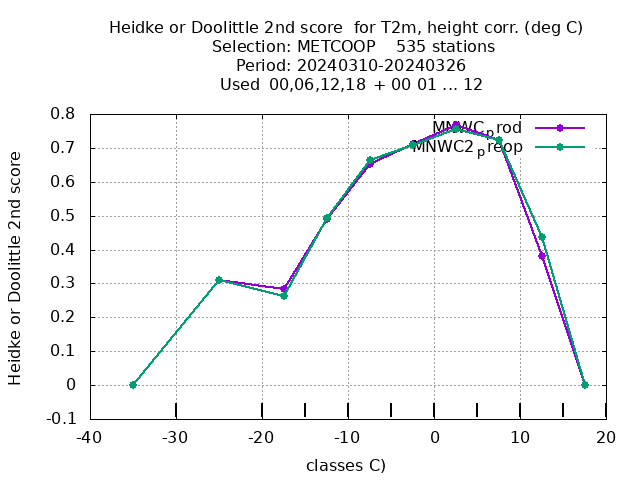 Heidke or Doolittle 2nd score  for T2m, height corr. (deg C)
Selection: METCOOP    535 stations
Period: 20240310-20240326
Used  00,06,12,18  + 00 01 ... 12
Heidke or Doolittle 2nd score
0.8
0.7
0.6
0.5
0.4
0.3
0.2
0.1
0
-0.1
MNWC_prod
MNWC2_preop
-40 -30 -20 -10 0 10 20
classes C)